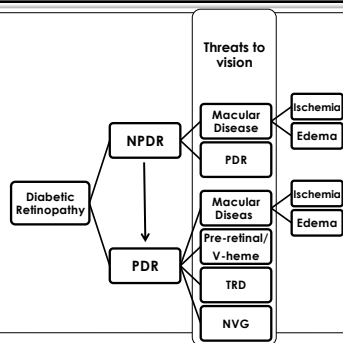 Threats to
vision
Ischemia
Macular
Disease
Edema
NPDR
PDR
Diabetic
Retinopathy
Ischemia
Macular
Diseas
Edema
Pre-retinal/
V-heme
PDR
TRD
NVG